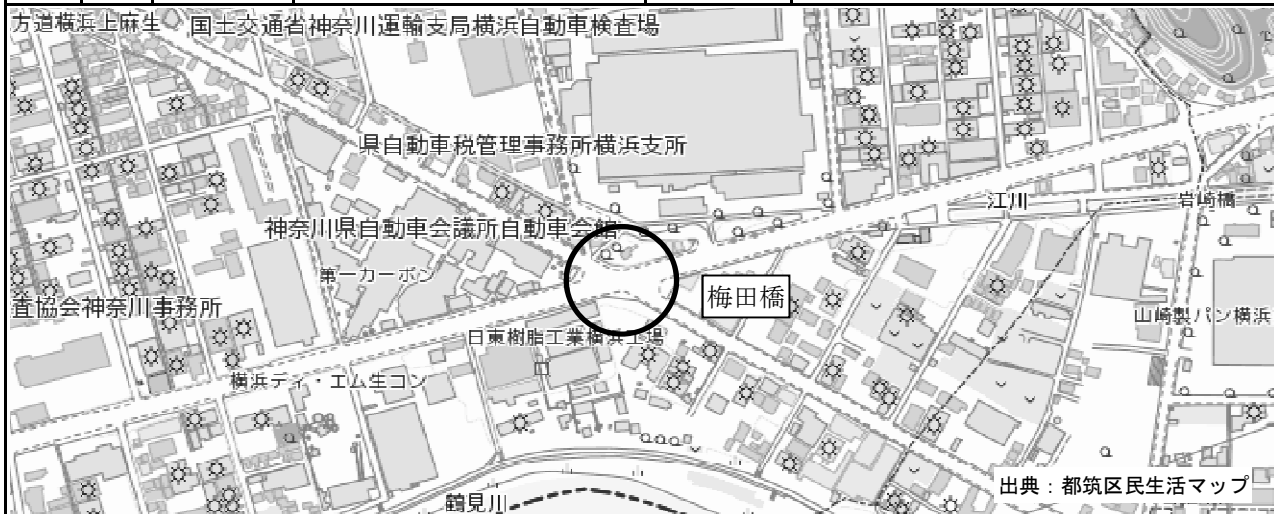 方道横浜上麻生
国土交通省神奈川運輸支局横浜自動車検査場
県自動車税管理事務所横浜支所
江川
岩崎橋
神奈川県自動車会議所自動車会館
第一カーボン
梅田橋
査協会神奈川事務所
山崎製パン横浜
日東樹脂工業横浜工場
横浜ディ・エム生コン
出典：都筑区民生活マップ
鶴見川